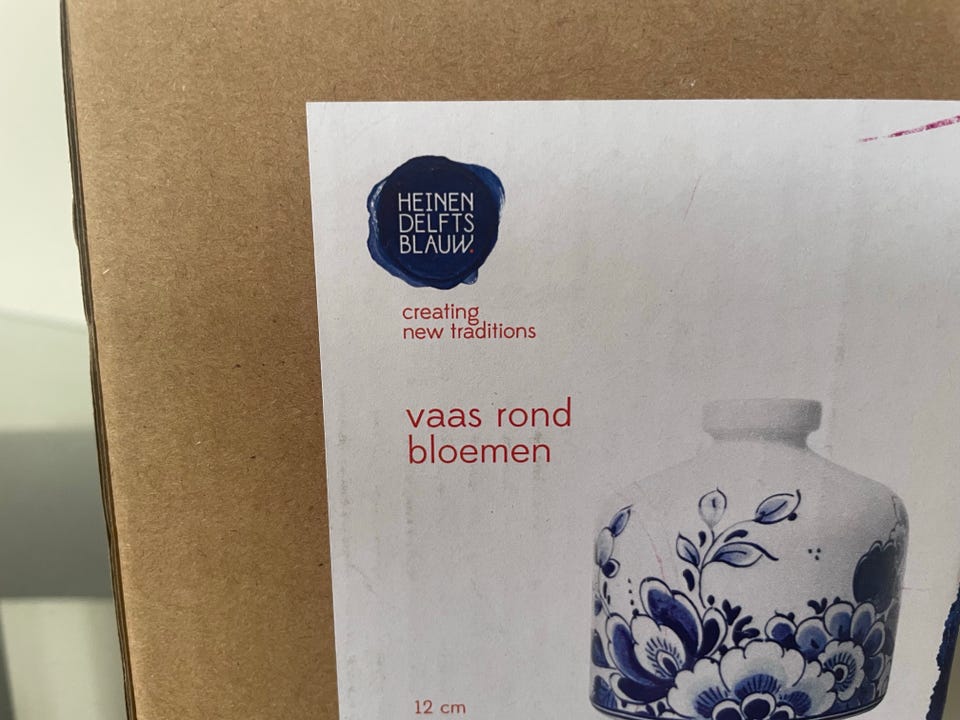 HEINEN
DELFTS
BLAUW.
creating
new traditions
vaas rond
bloemen
12 cm